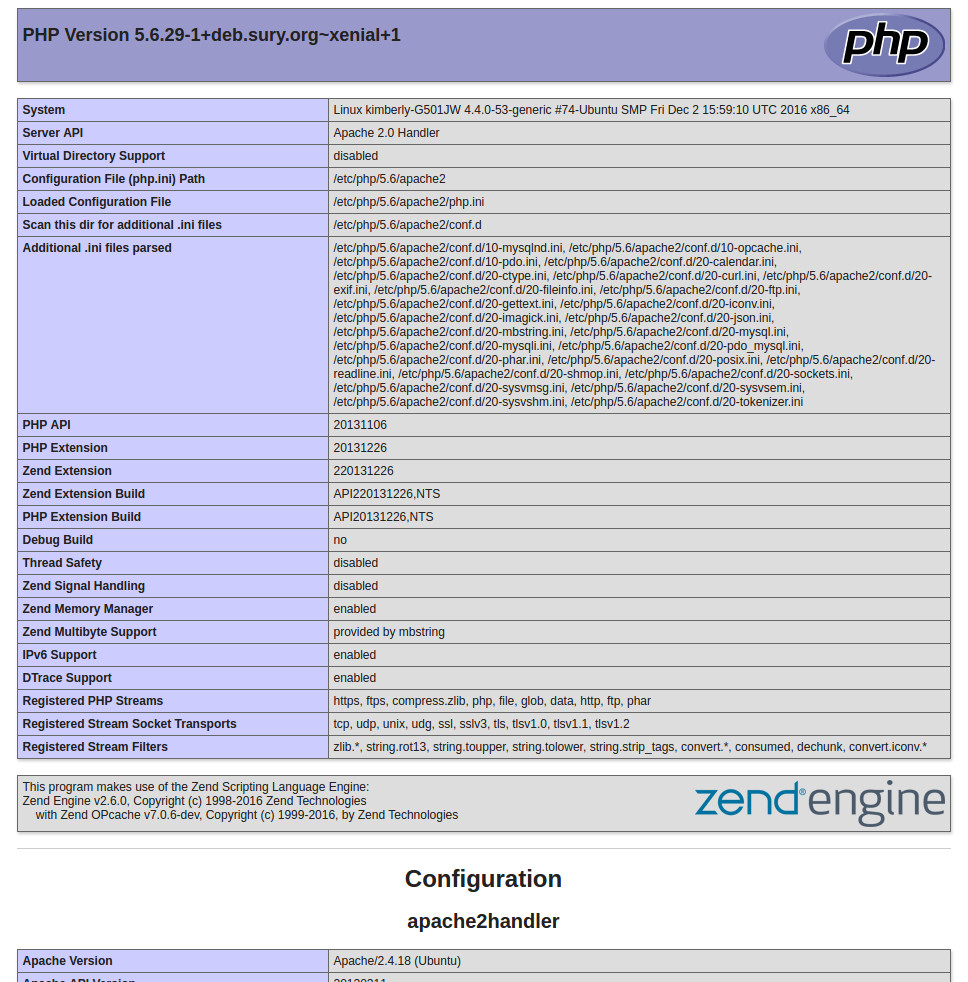 PHP Version 5.6.29-1+deb.sury.org~xenial+1
php
System Linux kimberly-G501JW 4.4.0-53-generic #74-Ubuntu SMP Fri Dec 2 15:59:10 UTC 2016 x86_64
Server API Apache 2.0 Handler
Virtual Directory Support disabled
Configuration File (php.ini) Path /etc/php/5.6/apache2
Loaded Configuration File /etc/php/5.6/apache2/php.ini
Scan this dir for additional .ini files /etc/php/5.6/apache2/conf.d
Additional .ini files parsed /etc/php/5.6/apache2/conf.d/10-mysqlnd.ini, /etc/php/5.6/apache2/conf.d/10-opcache.ini,
/etc/php/5.6/apache2/conf.d/10-pdo.ini, /etc/php/5.6/apache2/conf.d/20-calendar.ini,
/etc/php/5.6/apache2/conf.d/20-ctype.ini, /etc/php/5.6/apache2/conf.d/20-curl.ini, /etc/php/5.6/apache2/conf.d/20-
exif.ini, /etc/php/5.6/apache2/conf.d/20-fileinfo.ini, /etc/php/5.6/apache2/conf.d/20-ftp.ini,
/etc/php/5.6/apache2/conf.d/20-gettext.ini, /etc/php/5.6/apache2/conf.d/20-iconv.ini,
/etc/php/5.6/apache2/conf.d/20-imagick.ini, /etc/php/5.6/apache2/conf.d/20-json.ini,
/etc/php/5.6/apache2/conf.d/20-mbstring.ini, /etc/php/5.6/apache2/conf.d/20-mysql.ini,
/etc/php/5.6/apache2/conf.d/20-mysqli.ini, /etc/php/5.6/apache2/conf.d/20-pdo_mysql.ini,
/etc/php/5.6/apache2/conf.d/20-phar.ini, /etc/php/5.6/apache2/conf.d/20-posix.ini, /etc/php/5.6/apache2/conf.d/20-
readline.ini, /etc/php/5.6/apache2/conf.d/20-shmop.ini, /etc/php/5.6/apache2/conf.d/20-sockets.ini,
/etc/php/5.6/apache2/conf.d/20-sysvmsg.ini, /etc/php/5.6/apache2/conf.d/20-sysvsem.ini,
/etc/php/5.6/apache2/conf.d/20-sysvshm.ini, /etc/php/5.6/apache2/conf.d/20-tokenizer.ini
PHP API 20131106
PHP Extension 20131226
Zend Extension 220131226
Zend Extension Build API220131226,NTS
PHP Extension Build API20131226,NTS
Debug Build no
Thread Safety disabled
Zend Signal Handling disabled
Zend Memory Manager enabled
Zend Multibyte Support provided by mbstring
IPv6 Support enabled
DTrace Support enabled
Registered PHP Streams https, ftps, compress.zlib, php, file, glob, data, http, ftp, phar
Registered Stream Socket Transports tcp, udp, unix, udg, ssl, sslv3, tls, tlsv1.0, tlsv1.1, tlsv1.2
Registered Stream Filters zlib.*, string.rot13, string.toupper, string.tolower, string.strip_tags, convert.*, consumed, dechunk, convert.iconv.*
This program makes use of the Zend Scripting Language Engine:
Zend Engine v2.6.0, Copyright (c) 1998-2016 Zend Technologies
with Zend OPcache v7.0.6-dev, Copyright (c) 1999-2016, by Zend Technologies
zend® engine
Configuration
apache2handler
Apache Version Apache/2.4.18 (Ubuntu)
Apache API Version